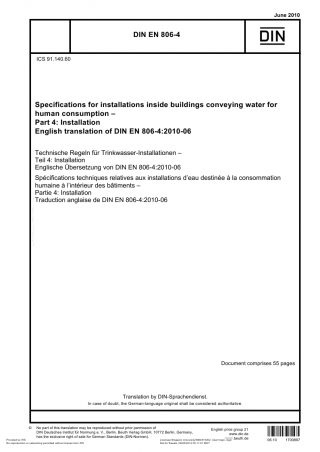 June 2010
DIN EN 806-4
DIN
ICS 91.140.60
Specifications for installations inside buildings conveying water for
human consumption –
Part 4: Installation
English translation of DIN EN 806-4:2010-06
Technische Regeln für Trinkwasser-Installationen –
Teil 4: Installation
Englische Übersetzung von DIN EN 806-4:2010-06
Spécifications techniques relatives aux installations d'eau destinée à la consommation
humaine à l'intérieur des bâtiments –
Partie 4: Installation
Traduction anglaise de DIN EN 806-4:2010-06
Document comprises 55 pages
Translation by DIN-Sprachendienst.
In case of doubt, the German-language original shall be considered authoritative.
© No part of this translation may be reproduced without prior permission of
DIN Deutsches Institut für Normung e. V., Berlin. Beuth Verlag GmbH, 10772 Berlin, Germany,
has the exclusive right of sale for German Standards (DIN-Normen).
English price group 21
www.din.de
www.beuth.de
06.10